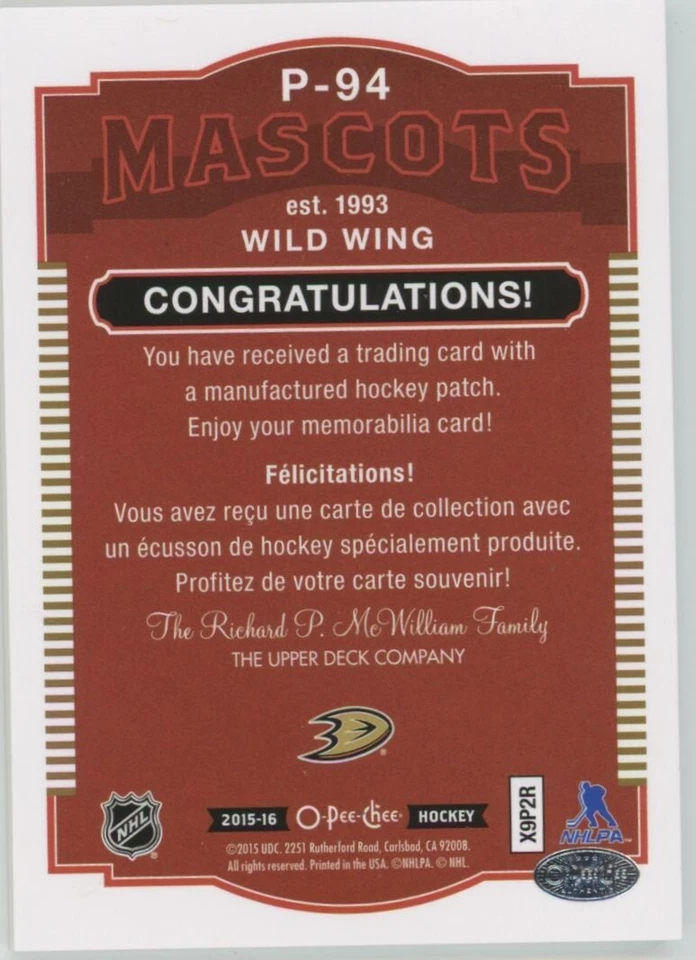 P-94
MASCOTS
est. 1993
WILD WING
CONGRATULATIONS!
You have received a trading card with
a manufactured hockey patch.
Enjoy your memorabilia card!
Félicitations!
Vous avez reçu une carte de collection avec
un écusson de hockey spécialement produite.
Profitez de votre carte souvenir!
The Richard P. McWilliam Family
THE UPPER DECK COMPANY
NHL
2015-16 O-Pee-Chee HOCKEY
X9P2R
NHLPA
©2015 UDC. 2251 Rutherford Road, Carlsbad, CA 92008.
All rights reserved. Printed in the USA. ©NHLPA. © NHL.